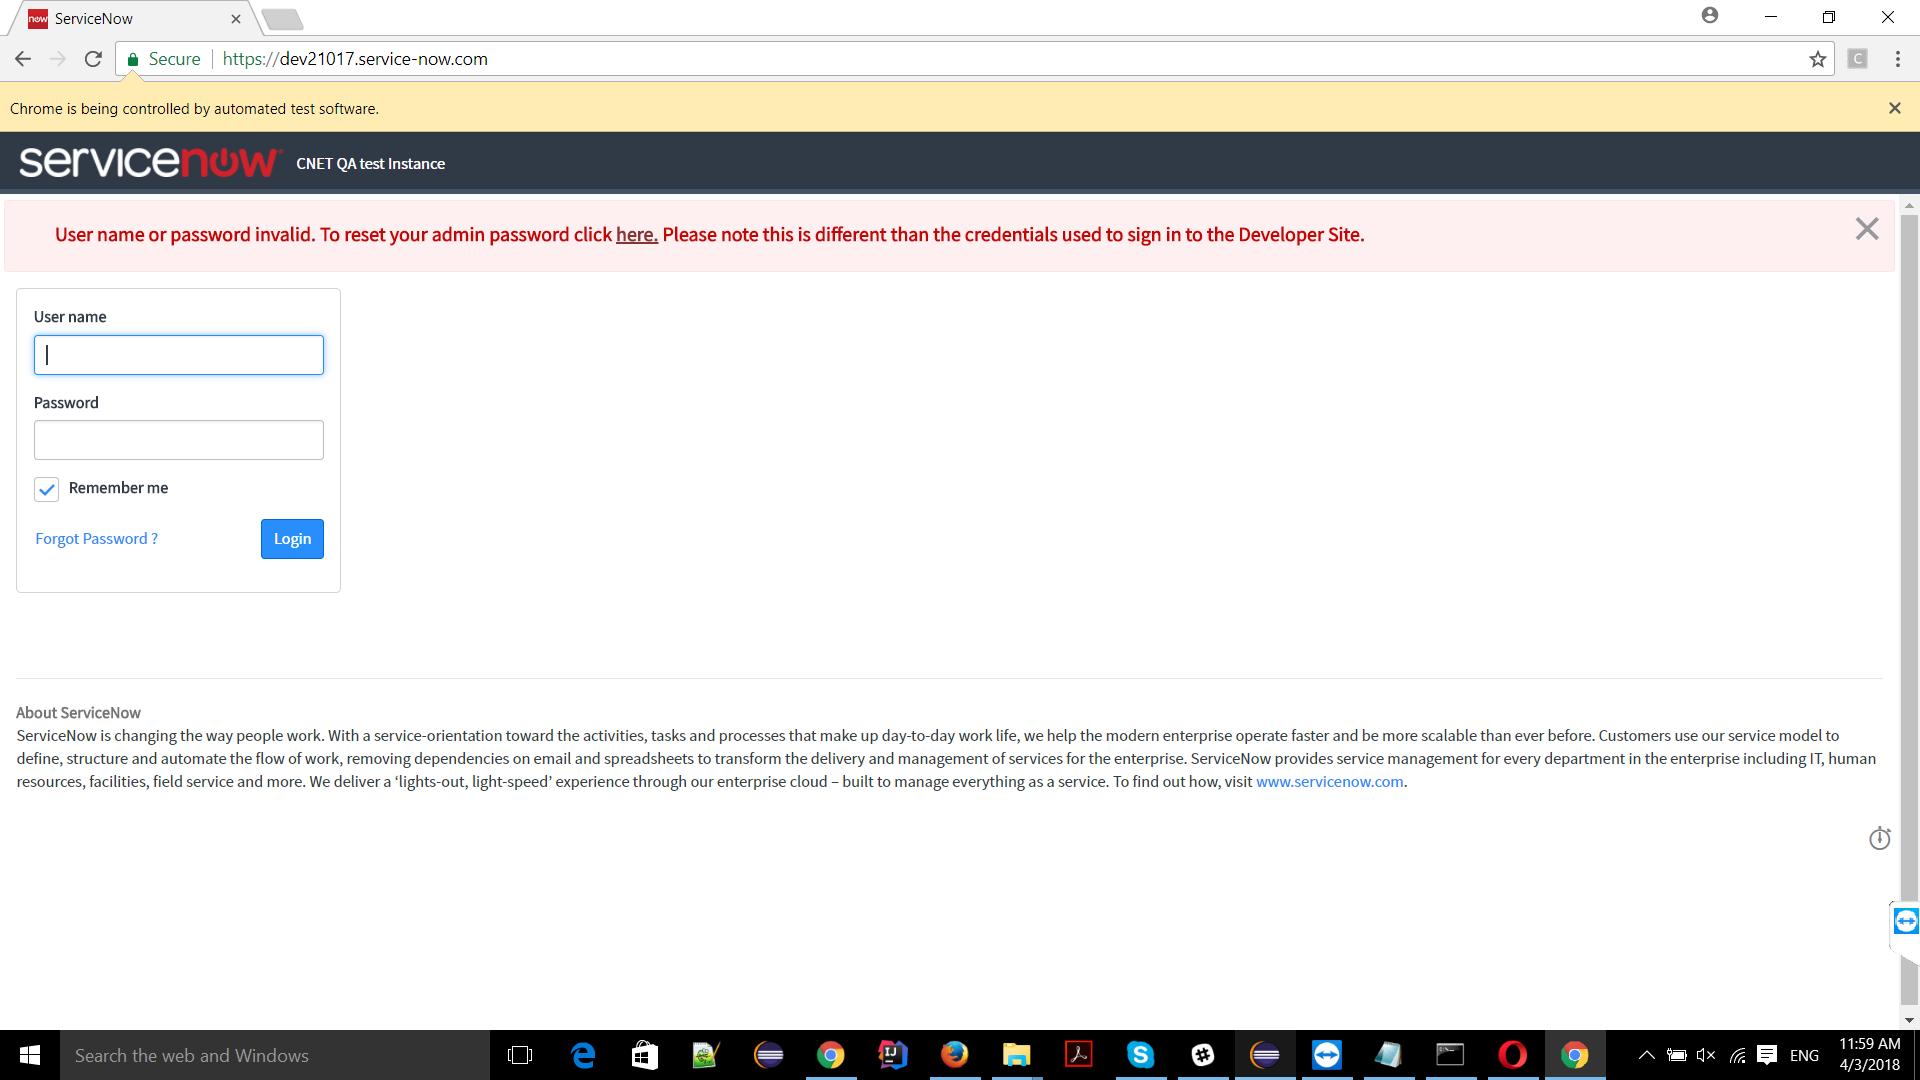 now ServiceNow
Secure https://dev21017.service-now.com
C
Chrome is being controlled by automated test software.
servicenow CNET QA test Instance
User name or password invalid. To reset your admin password click here. Please note this is different than the credentials used to sign in to the Developer Site.
User name
Password
Remember me
Forgot Password ?
Login
About ServiceNow
ServiceNow is changing the way people work. With a service-orientation toward the activities, tasks and processes that make up day-to-day work life, we help the modern enterprise operate faster and be more scalable than ever before. Customers use our service model to
define, structure and automate the flow of work, removing dependencies on email and spreadsheets to transform the delivery and management of services for the enterprise. ServiceNow provides service management for every department in the enterprise including IT, human
resources, facilities, field service and more. We deliver a ‘lights-out, light-speed’ experience through our enterprise cloud – built to manage everything as a service. To find out how, visit www.servicenow.com.
Search the web and Windows
IJ
ENG
11:59 AM
4/3/2018